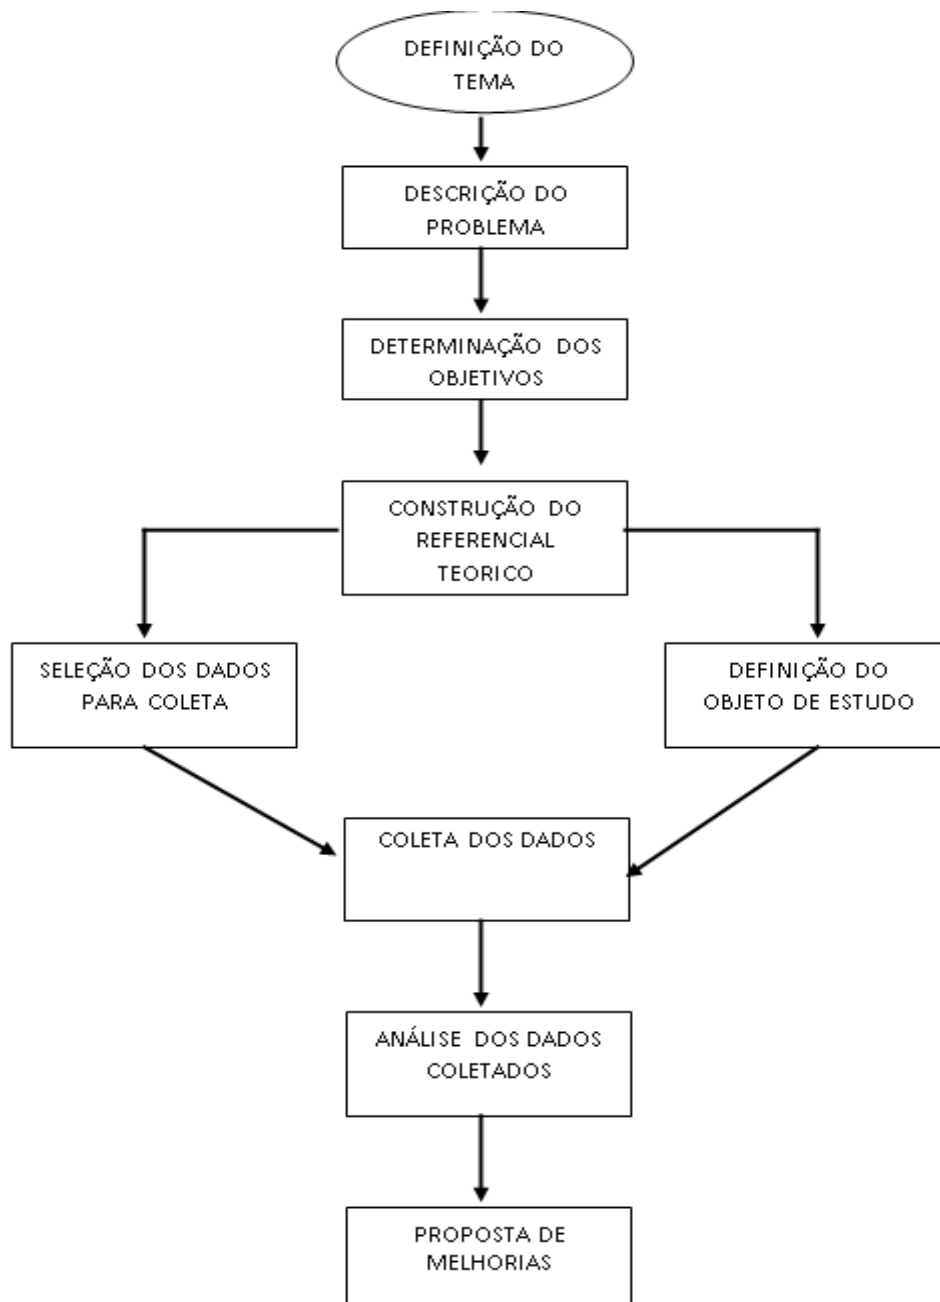 DEFINIÇÃO DO
TEMA
DESCRIÇÃO DO
PROBLEMA
DETERMINAÇÃO DOS
OBJETIVOS
CONSTRUÇÃO DO
REFERENCIAL
TEORICO
SELEÇÃO DOS DADOS
PARA COLETA
DEFINIÇÃO DO
OBJETO DE ESTUDO
COLETA DOS DADOS
ANÁLISE DOS DADOS
COLETADOS
PROPOSTA DE
MELHORIAS